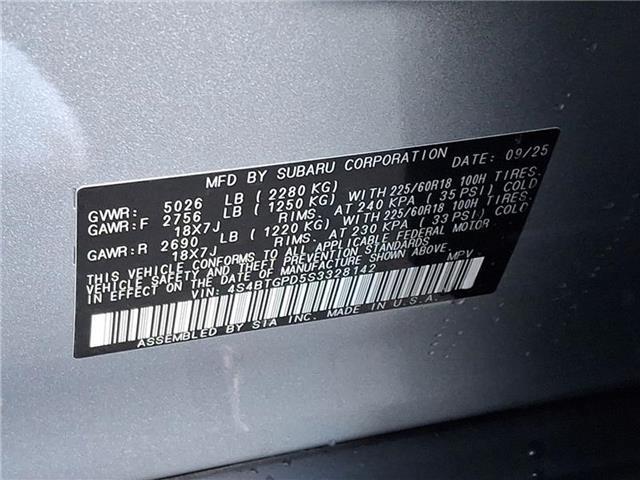 MFD BY SUBARU CORPORATION DATE: 09/25
GVWR: 5026 LB (2280 KG)
GAWR:F 2756 LB (1250 KG) WITH 225/60R18 100H TIRES.
18X7J RIMS. AT 240 KPA (35 PSI) COLD
GAWR:R 2690 LB (1220 KG) WITH 225/60R18 100H TIRES.
18X7J RIMS. AT 230 KPA (33 PSI) COLD
THIS VEHICLE CONFORMS TO ALL APPLICABLE FEDERAL MOTOR
VEHICLE SAFETY AND THEFT PREVENTION STANDARDS
IN EFFECT ON THE DATE OF MANUFACTURE SHOWN ABOVE.
VIN: 4S4BTGPD5S3328142 MPV
ASSEMBLED BY SIA INC. MADE IN U.S.A.